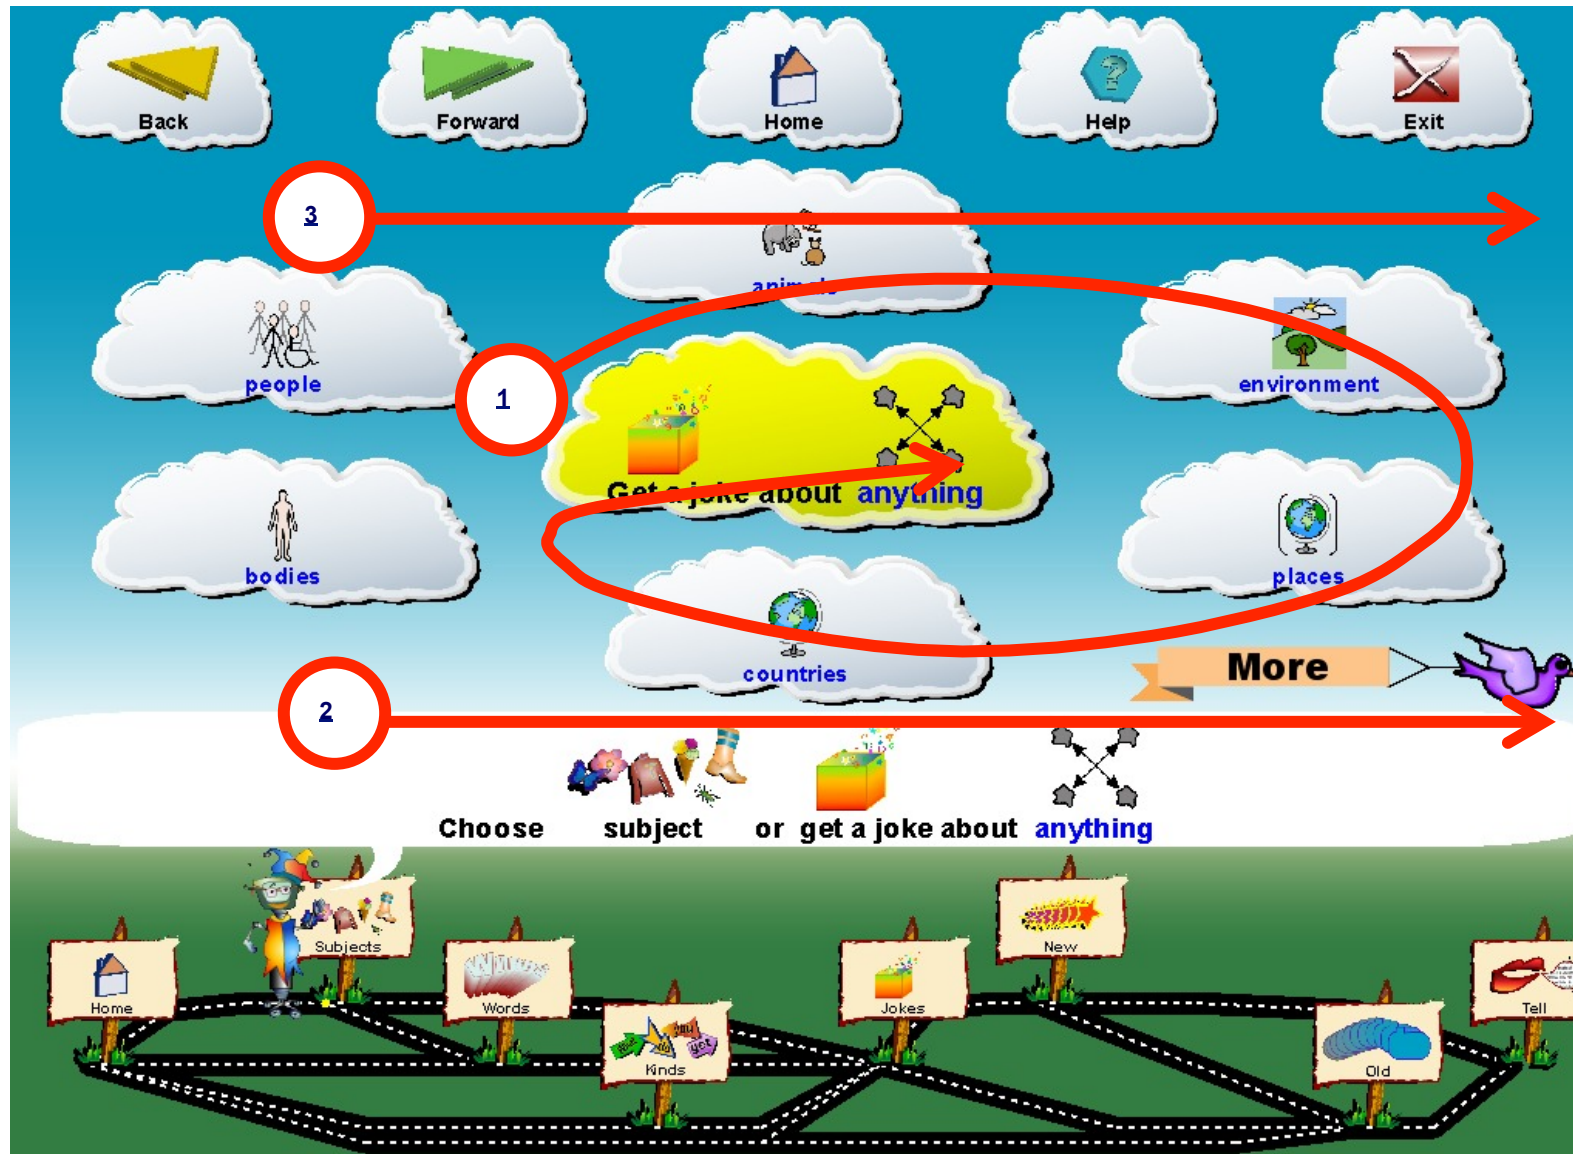 Back
Forward
Home
Help
Exit
3
animals
people
environment
1
Get a joke about anything
bodies
places
countries
More
2
Choose subject or get a joke about anything
Subjects
New
Home
Words
Jokes
Tell
Kinds
Old